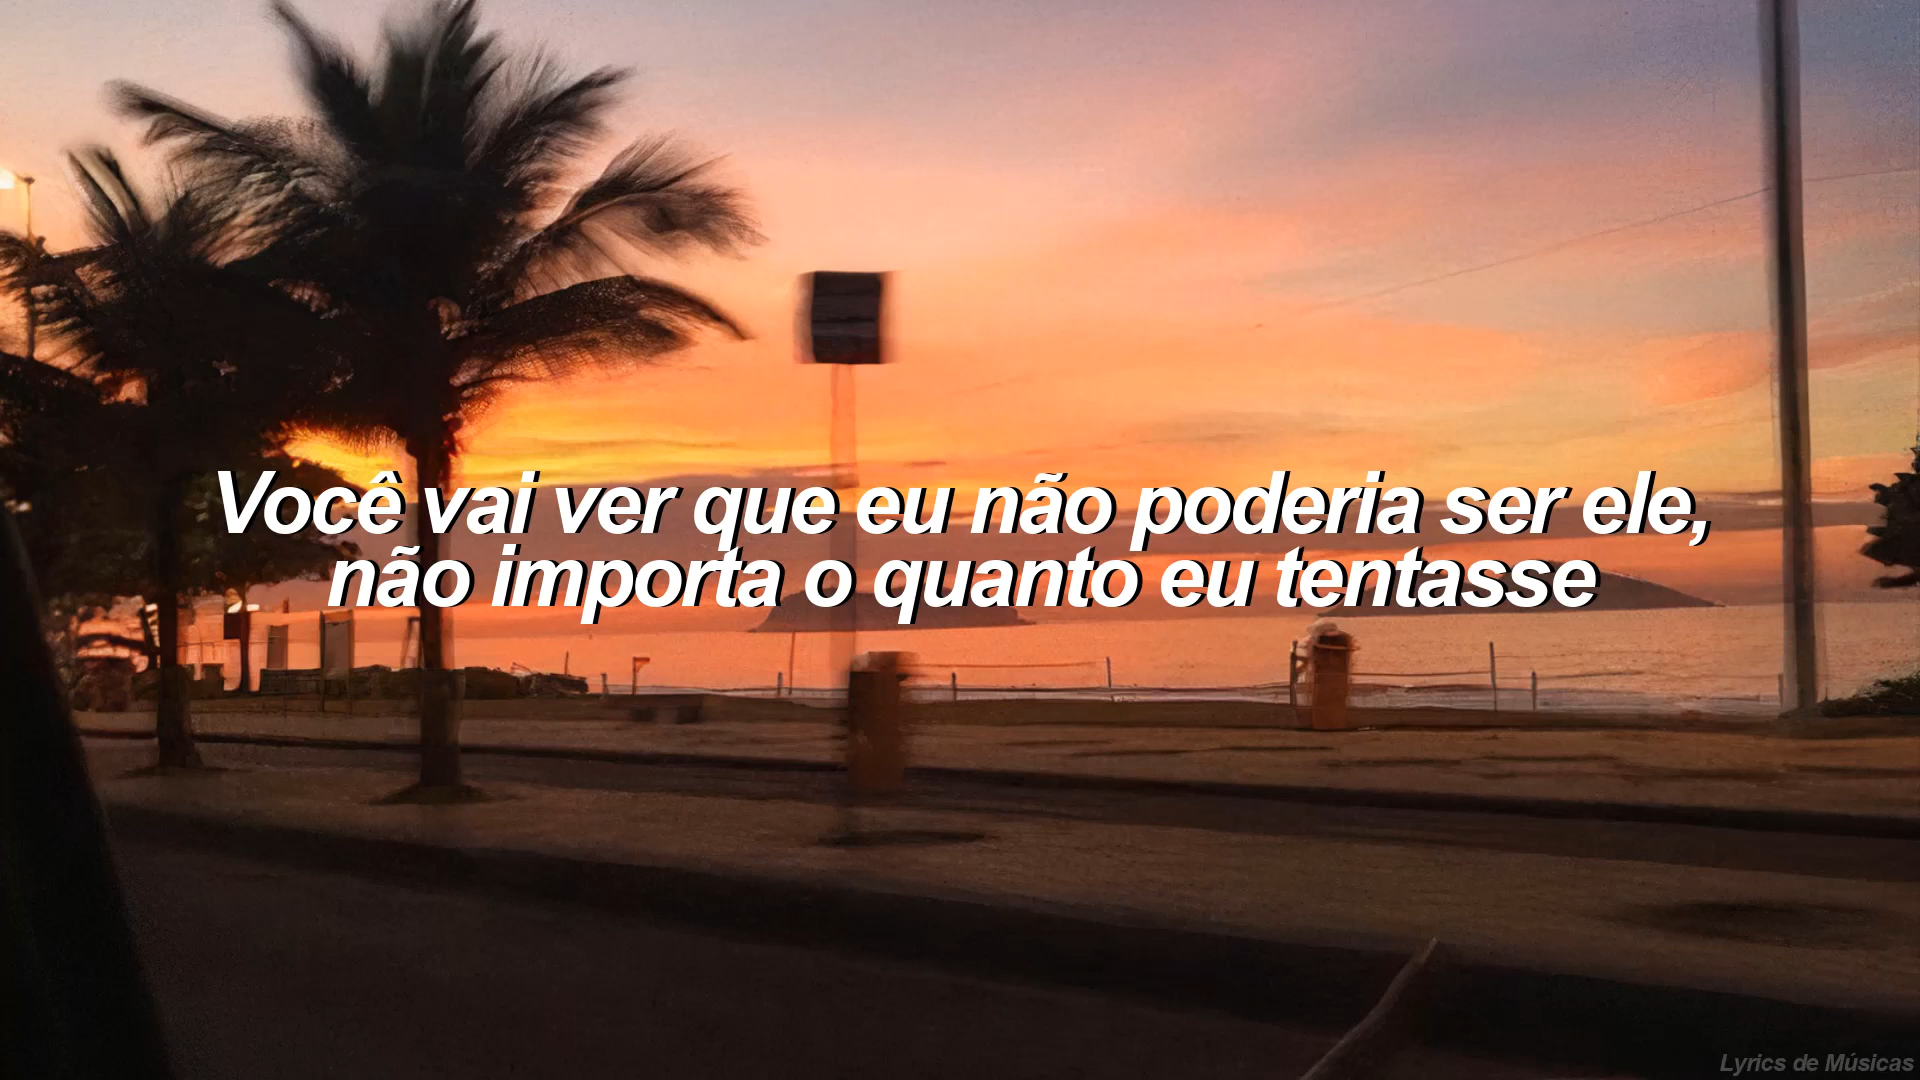 Você vai ver que eu não poderia ser ele,
não importa o quanto eu tentasse
Lyrics de Músicas